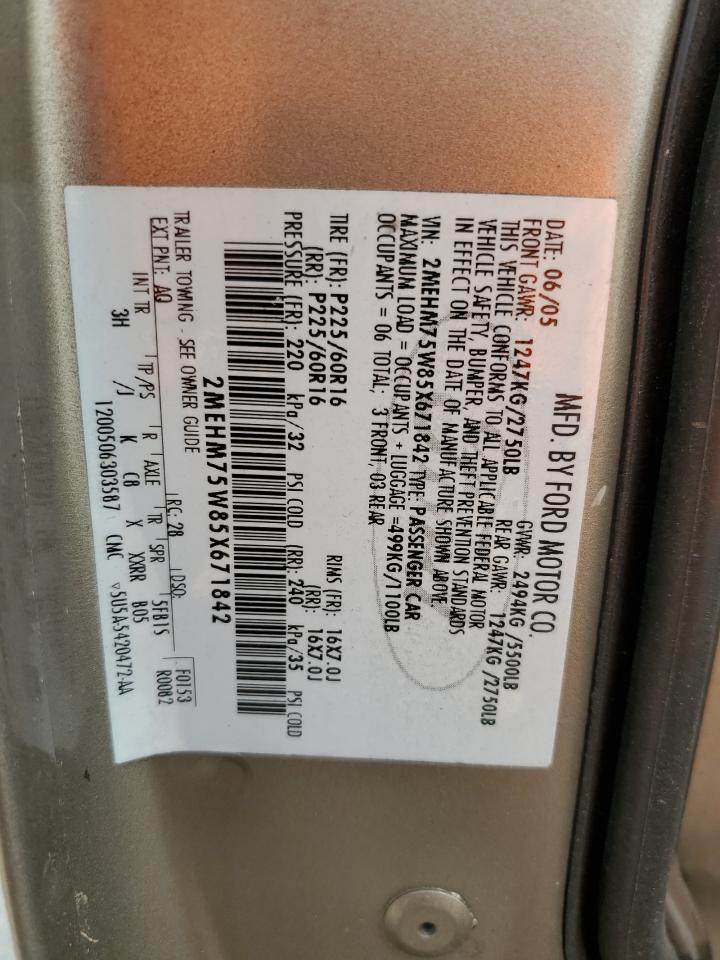 MFD. BY FORD MOTOR CO.
DATE: 06/05 GVWR: 2494KG/5500LB
FRONT GAWR: 1247KG/2750LB REAR GAWR: 1247KG/2750LB
THIS VEHICLE CONFORMS TO ALL APPLICABLE FEDERAL MOTOR
VEHICLE SAFETY, BUMPER, AND THEFT PREVENTION STANDARDS
IN EFFECT ON THE DATE OF MANUFACTURE SHOWN ABOVE
VIN: 2MEHM75W85X671842 TYPE: PASSENGER CAR
MAXIMUM LOAD = OCCUPANTS + LUGGAGE =499KG/1100LB
OCCUPANTS = 06 TOTAL; 3 FRONT, 03 REAR
TIRE (FR): P225/60R16 RIMS (FR): 16X7.0J
(RR): P225/60R16 (RR): 16X7.0J
PRESSURE (FR): 220 kPa/32 PSI COLD (RR): 240 kPa/35 PSI COLD
2MEHM75W85X671842
TRAILER TOWING - SEE OWNER GUIDE
EXT PNT: AQ RC: 28 DSO: F0153
INT TR TP/PS R AXLE TR SPR 5FB15 R0082
3H /J K C8 X XXRR B05
1200506303507 CMC ▽5U5A5420472-AA